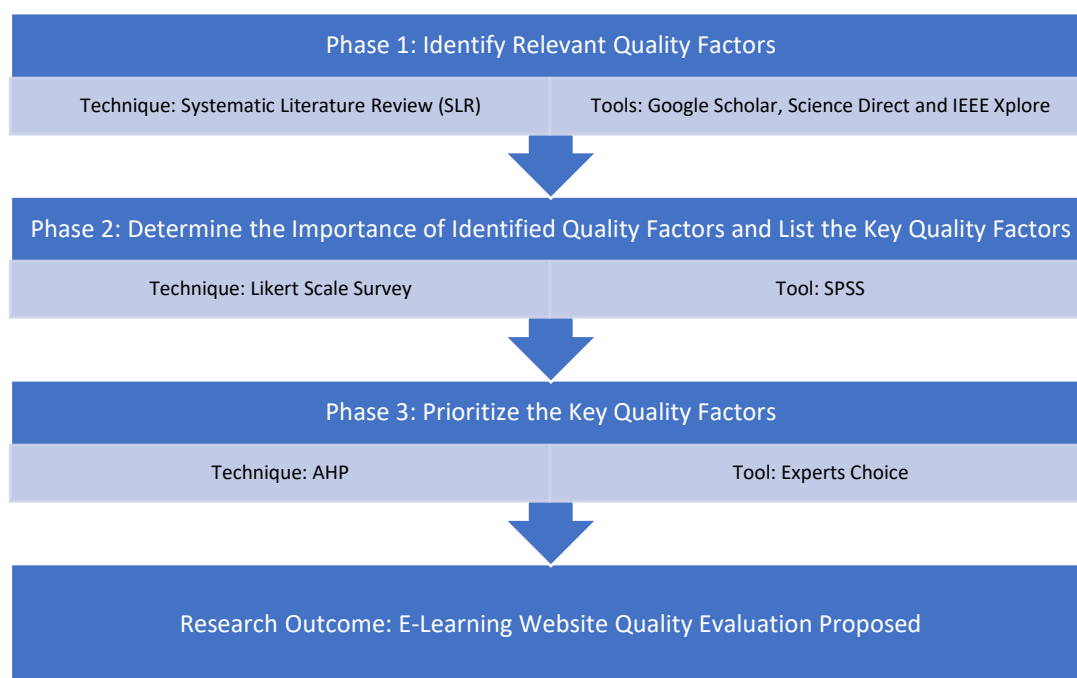 Phase 1: Identify Relevant Quality Factors
Technique: Systematic Literature Review (SLR)
Tools: Google Scholar, Science Direct and IEEE Xplore
Phase 2: Determine the Importance of Identified Quality Factors and List the Key Quality Factors
Technique: Likert Scale Survey
Tool: SPSS
Phase 3: Prioritize the Key Quality Factors
Technique: AHP
Tool: Experts Choice
Research Outcome: E-Learning Website Quality Evaluation Proposed